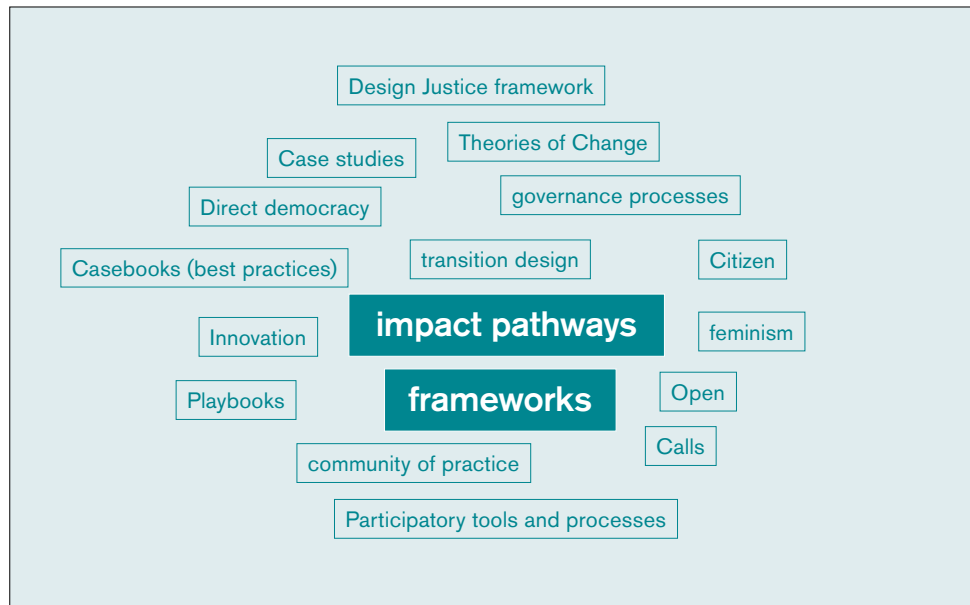 Design Justice framework
Theories of Change
Case studies
governance processes
Direct democracy
transition design
Citizen
Casebooks (best practices)
impact pathways
feminism
Innovation
frameworks
Open
Playbooks
Calls
community of practice
Participatory tools and processes